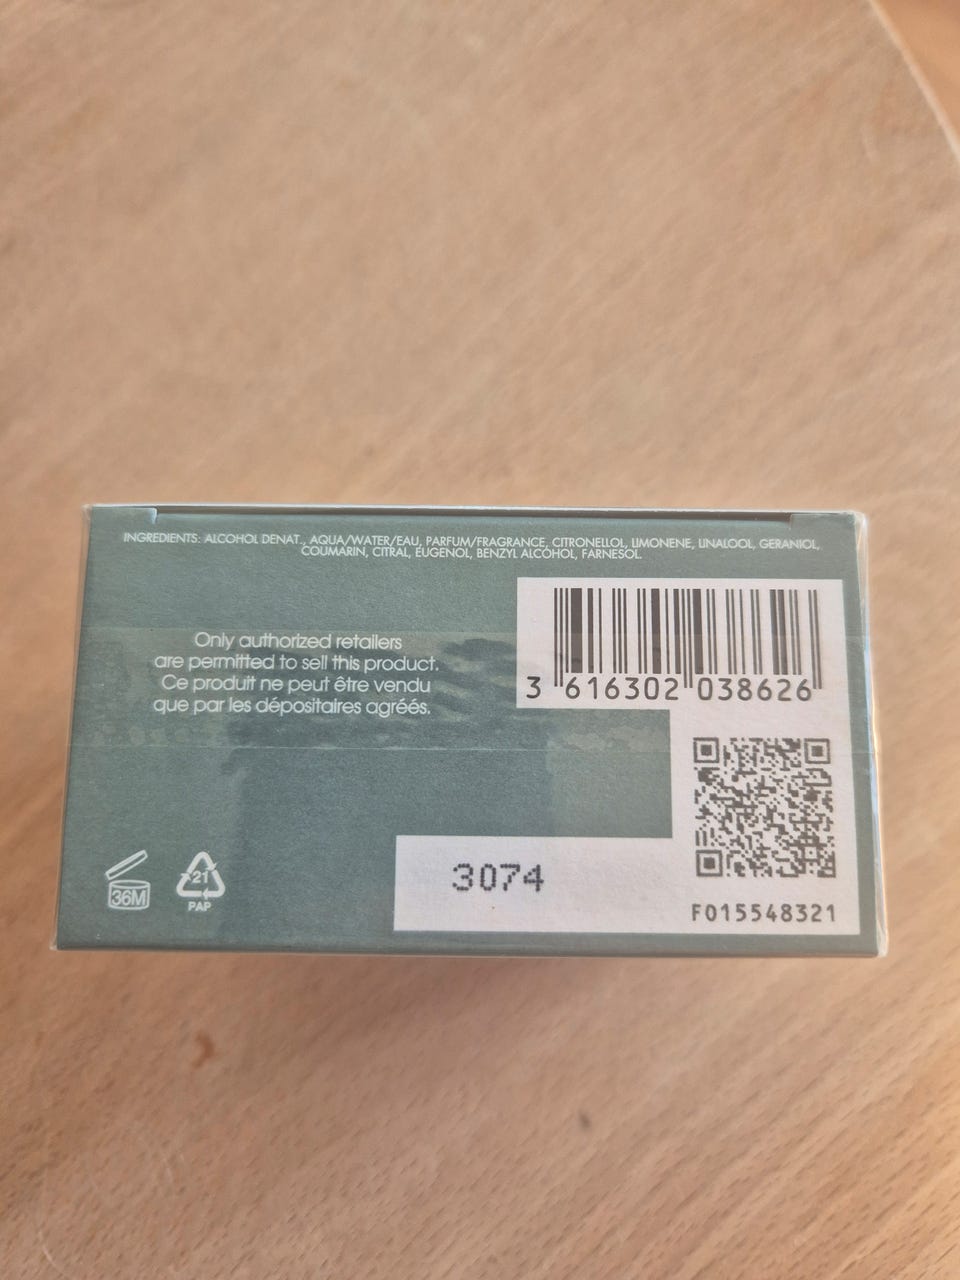 INGREDIENTS: ALCOHOL DENAT., AQUA/WATER/EAU, PARFUM/FRAGRANCE, CITRONELLOL, LIMONENE, LINALOOL, GERANIOL,
COUMARIN, CITRAL, EUGENOL, BENZYL ALCOHOL, FARNESOL.
Only authorized retailers
are permitted to sell this product.
Ce produit ne peut être vendu
que par les dépositaires agréés.
3 616302 038626
36M
21
PAP
3074
F015548321